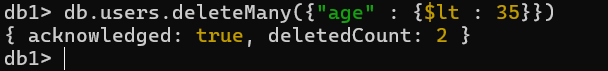 db1> db.users.deleteMany({"age" : {$lt : 35}})
{ acknowledged: true, deletedCount: 2 }
db1>